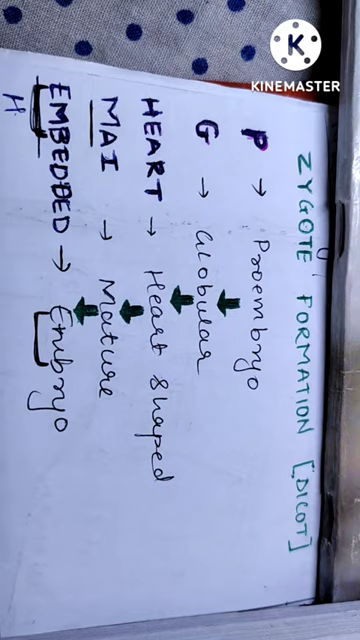 KINEMASTER
ZYGOTE FORMATION [DICOT]
P → Proembryo
G → Globular
HEART → Heart shaped
MAI → Mature
EMBEDDED → Embryo
H